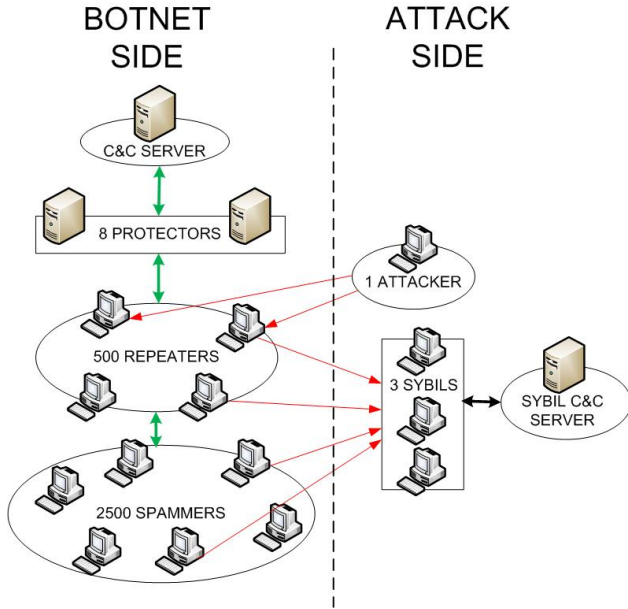 BOTNET
SIDE
ATTACK
SIDE
C&C SERVER
8 PROTECTORS
1 ATTACKER
500 REPEATERS
3 SYBILS
SYBIL C&C
SERVER
2500 SPAMMERS